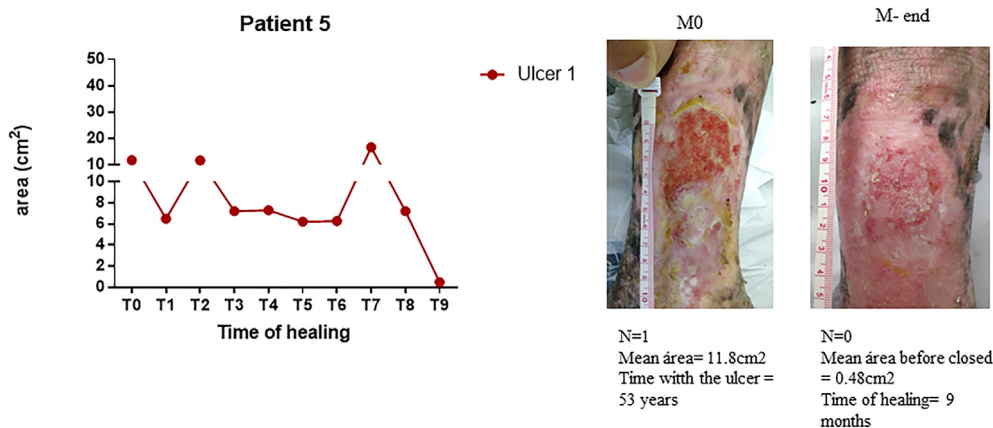 Patient 5
50
40
30
20
10
10
8
6
4
2
0
area (cm²)
T0 T1 T2 T3 T4 T5 T6 T7 T8 T9
Time of healing
Ulcer 1
M0
M- end
N=1
Mean área= 11.8cm2
Time witth the ulcer =
53 years
N=0
Mean área before closed
= 0.48cm2
Time of healing= 9
months